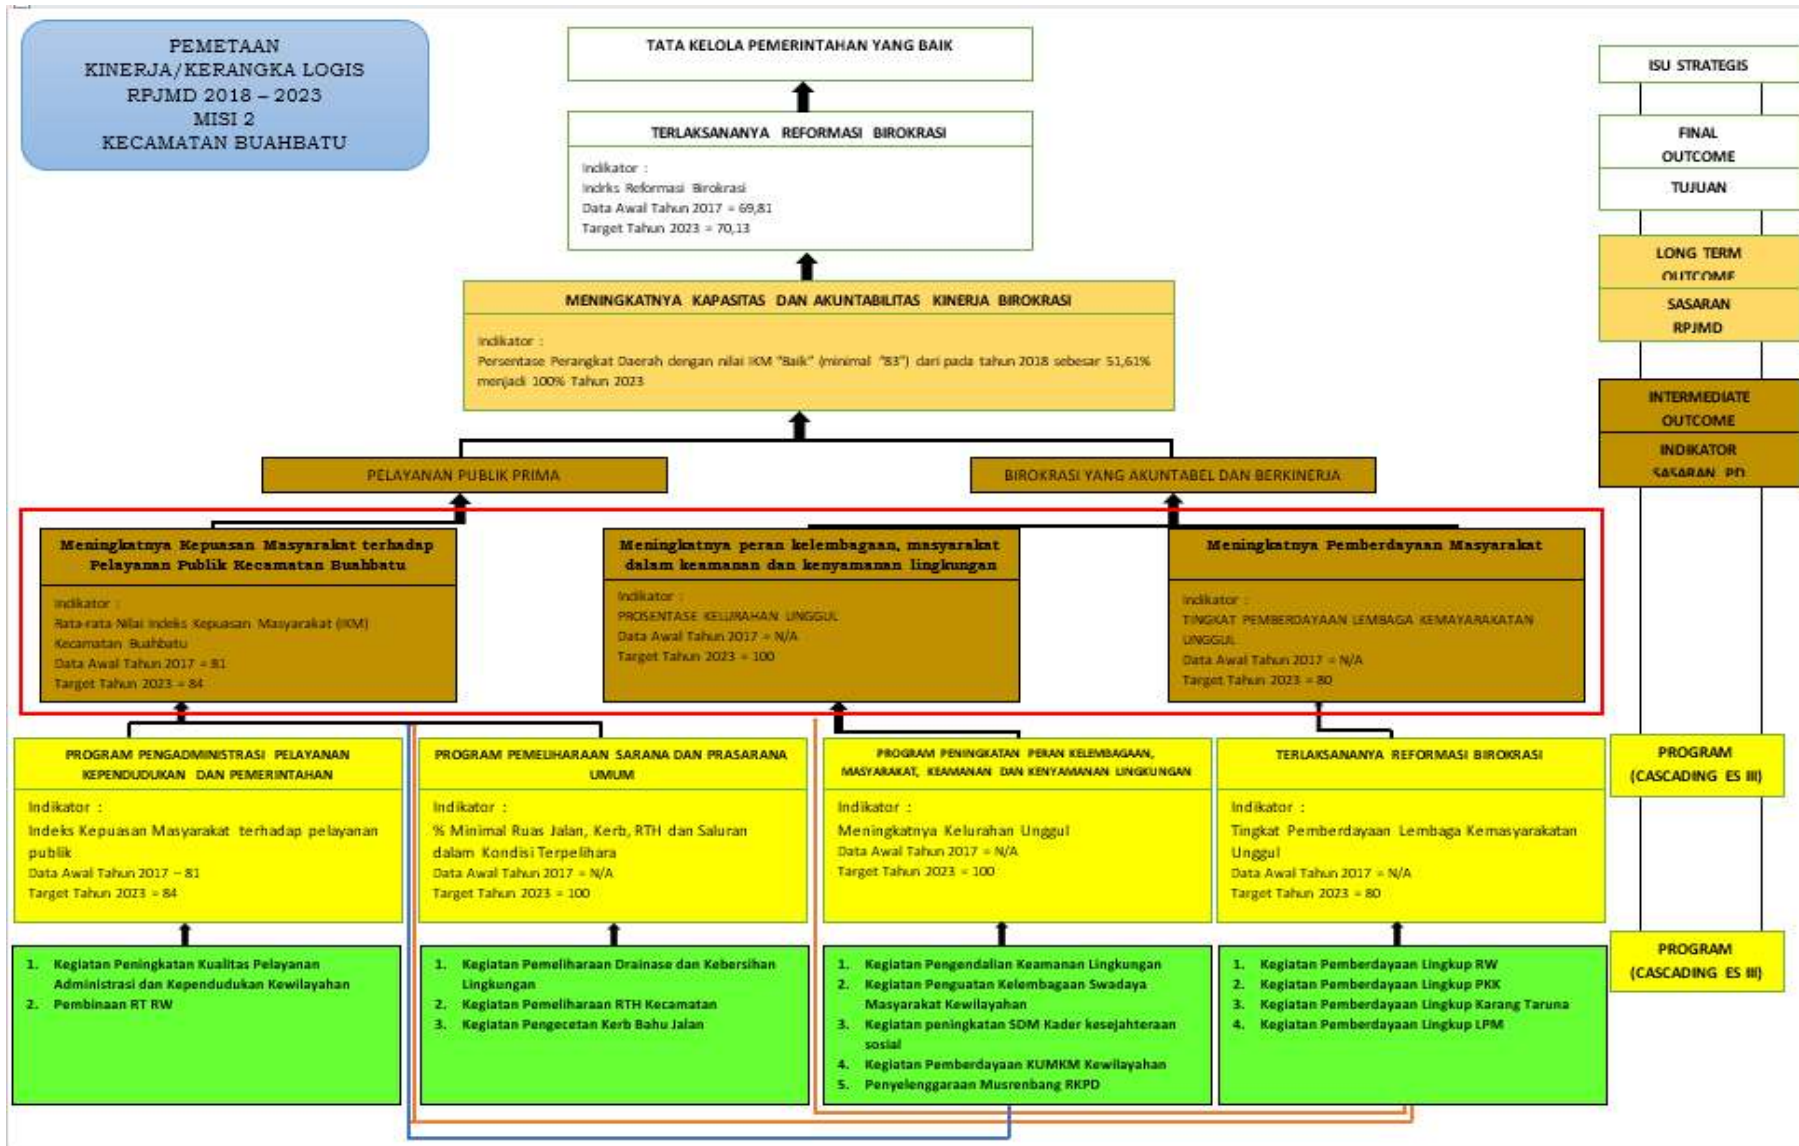 PEMETAAN
KINERJA/KERANGKA LOGIS
RPJMD 2018 – 2023
MISI 2
KECAMATAN BUAHBATU
TATA KELOLA PEMERINTAHAN YANG BAIK
TERLAKSANANYA REFORMASI BIROKRASI
Indikator :
Indrks Reformasi Birokrasi
Data Awal Tahun 2017 = 69,81
Target Tahun 2023 = 70,13
MENINGKATNYA KAPASITAS DAN AKUNTABILITAS KINERJA BIROKRASI
Indikator :
Persentase Perangkat Daerah dengan nilai IKM "Baik" (minimal "83") dari pada tahun 2018 sebesar 51,61%
menjadi 100% Tahun 2023
PELAYANAN PUBLIK PRIMA
BIROKRASI YANG AKUNTABEL DAN BERKINERJA
Meningkatnya Kepuasan Masyarakat terhadap
Pelayanan Publik Kecamatan Buahbatu
Indikator :
Rata-rata Nilai Indeks Kepuasan Masyarakat (IKM)
Kecamatan Buahbatu
Data Awal Tahun 2017 = 81
Target Tahun 2023 = 84
Meningkatnya peran kelembagaan, masyarakat
dalam keamanan dan kenyamanan lingkungan
Indikator :
PROSENTASE KELURAHAN UNGGUL
Data Awal Tahun 2017 = N/A
Target Tahun 2023 = 100
Meningkatnya Pemberdayaan Masyarakat
Indikator :
TINGKAT PEMBERDAYAAN LEMBAGA KEMAYARAKATAN
UNGGUL
Data Awal Tahun 2017 = N/A
Target Tahun 2023 = 80
PROGRAM PENGADMINISTRASI PELAYANAN
KEPENDUDUKAN DAN PEMERINTAHAN
Indikator :
Indeks Kepuasan Masyarakat terhadap pelayanan
publik
Data Awal Tahun 2017 – 81
Target Tahun 2023 = 84
PROGRAM PEMELIHARAAN SARANA DAN PRASARANA
UMUM
Indikator :
% Minimal Ruas Jalan, Kerb, RTH dan Saluran
dalam Kondisi Terpelihara
Data Awal Tahun 2017 = N/A
Target Tahun 2023 = 100
PROGRAM PENINGKATAN PERAN KELEMBAGAAN,
MASYARAKAT, KEAMANAN DAN KENYAMANAN LINGKUNGAN
Indikator :
Meningkatnya Kelurahan Unggul
Data Awal Tahun 2017 = N/A
Target Tahun 2023 = 100
TERLAKSANANYA REFORMASI BIROKRASI
Indikator :
Tingkat Pemberdayaan Lembaga Kemasyarakatan
Unggul
Data Awal Tahun 2017 = N/A
Target Tahun 2023 = 80
1. Kegiatan Peningkatan Kualitas Pelayanan
Administrasi dan Kependudukan Kewilayahan
2. Pembinaan RT RW
1. Kegiatan Pemeliharaan Drainase dan Kebersihan
Lingkungan
2. Kegiatan Pemeliharaan RTH Kecamatan
3. Kegiatan Pengecetan Kerb Bahu Jalan
1. Kegiatan Pengendalian Keamanan Lingkungan
2. Kegiatan Penguatan Kelembagaan Swadaya
Masyarakat Kewilayahan
3. Kegiatan peningkatan SDM Kader kesejahteraan
sosial
4. Kegiatan Pemberdayaan KUMKM Kewilayahan
5. Penyelenggaraan Musrenbang RKPD
1. Kegiatan Pemberdayaan Lingkup RW
2. Kegiatan Pemberdayaan Lingkup PKK
3. Kegiatan Pemberdayaan Lingkup Karang Taruna
4. Kegiatan Pemberdayaan Lingkup LPM
ISU STRATEGIS
FINAL
OUTCOME
TUJUAN
LONG TERM
OUTCOME
SASARAN
RPJMD
INTERMEDIATE
OUTCOME
INDIKATOR
SASARAN PD
PROGRAM
(CASCADING ES III)
PROGRAM
(CASCADING ES III)